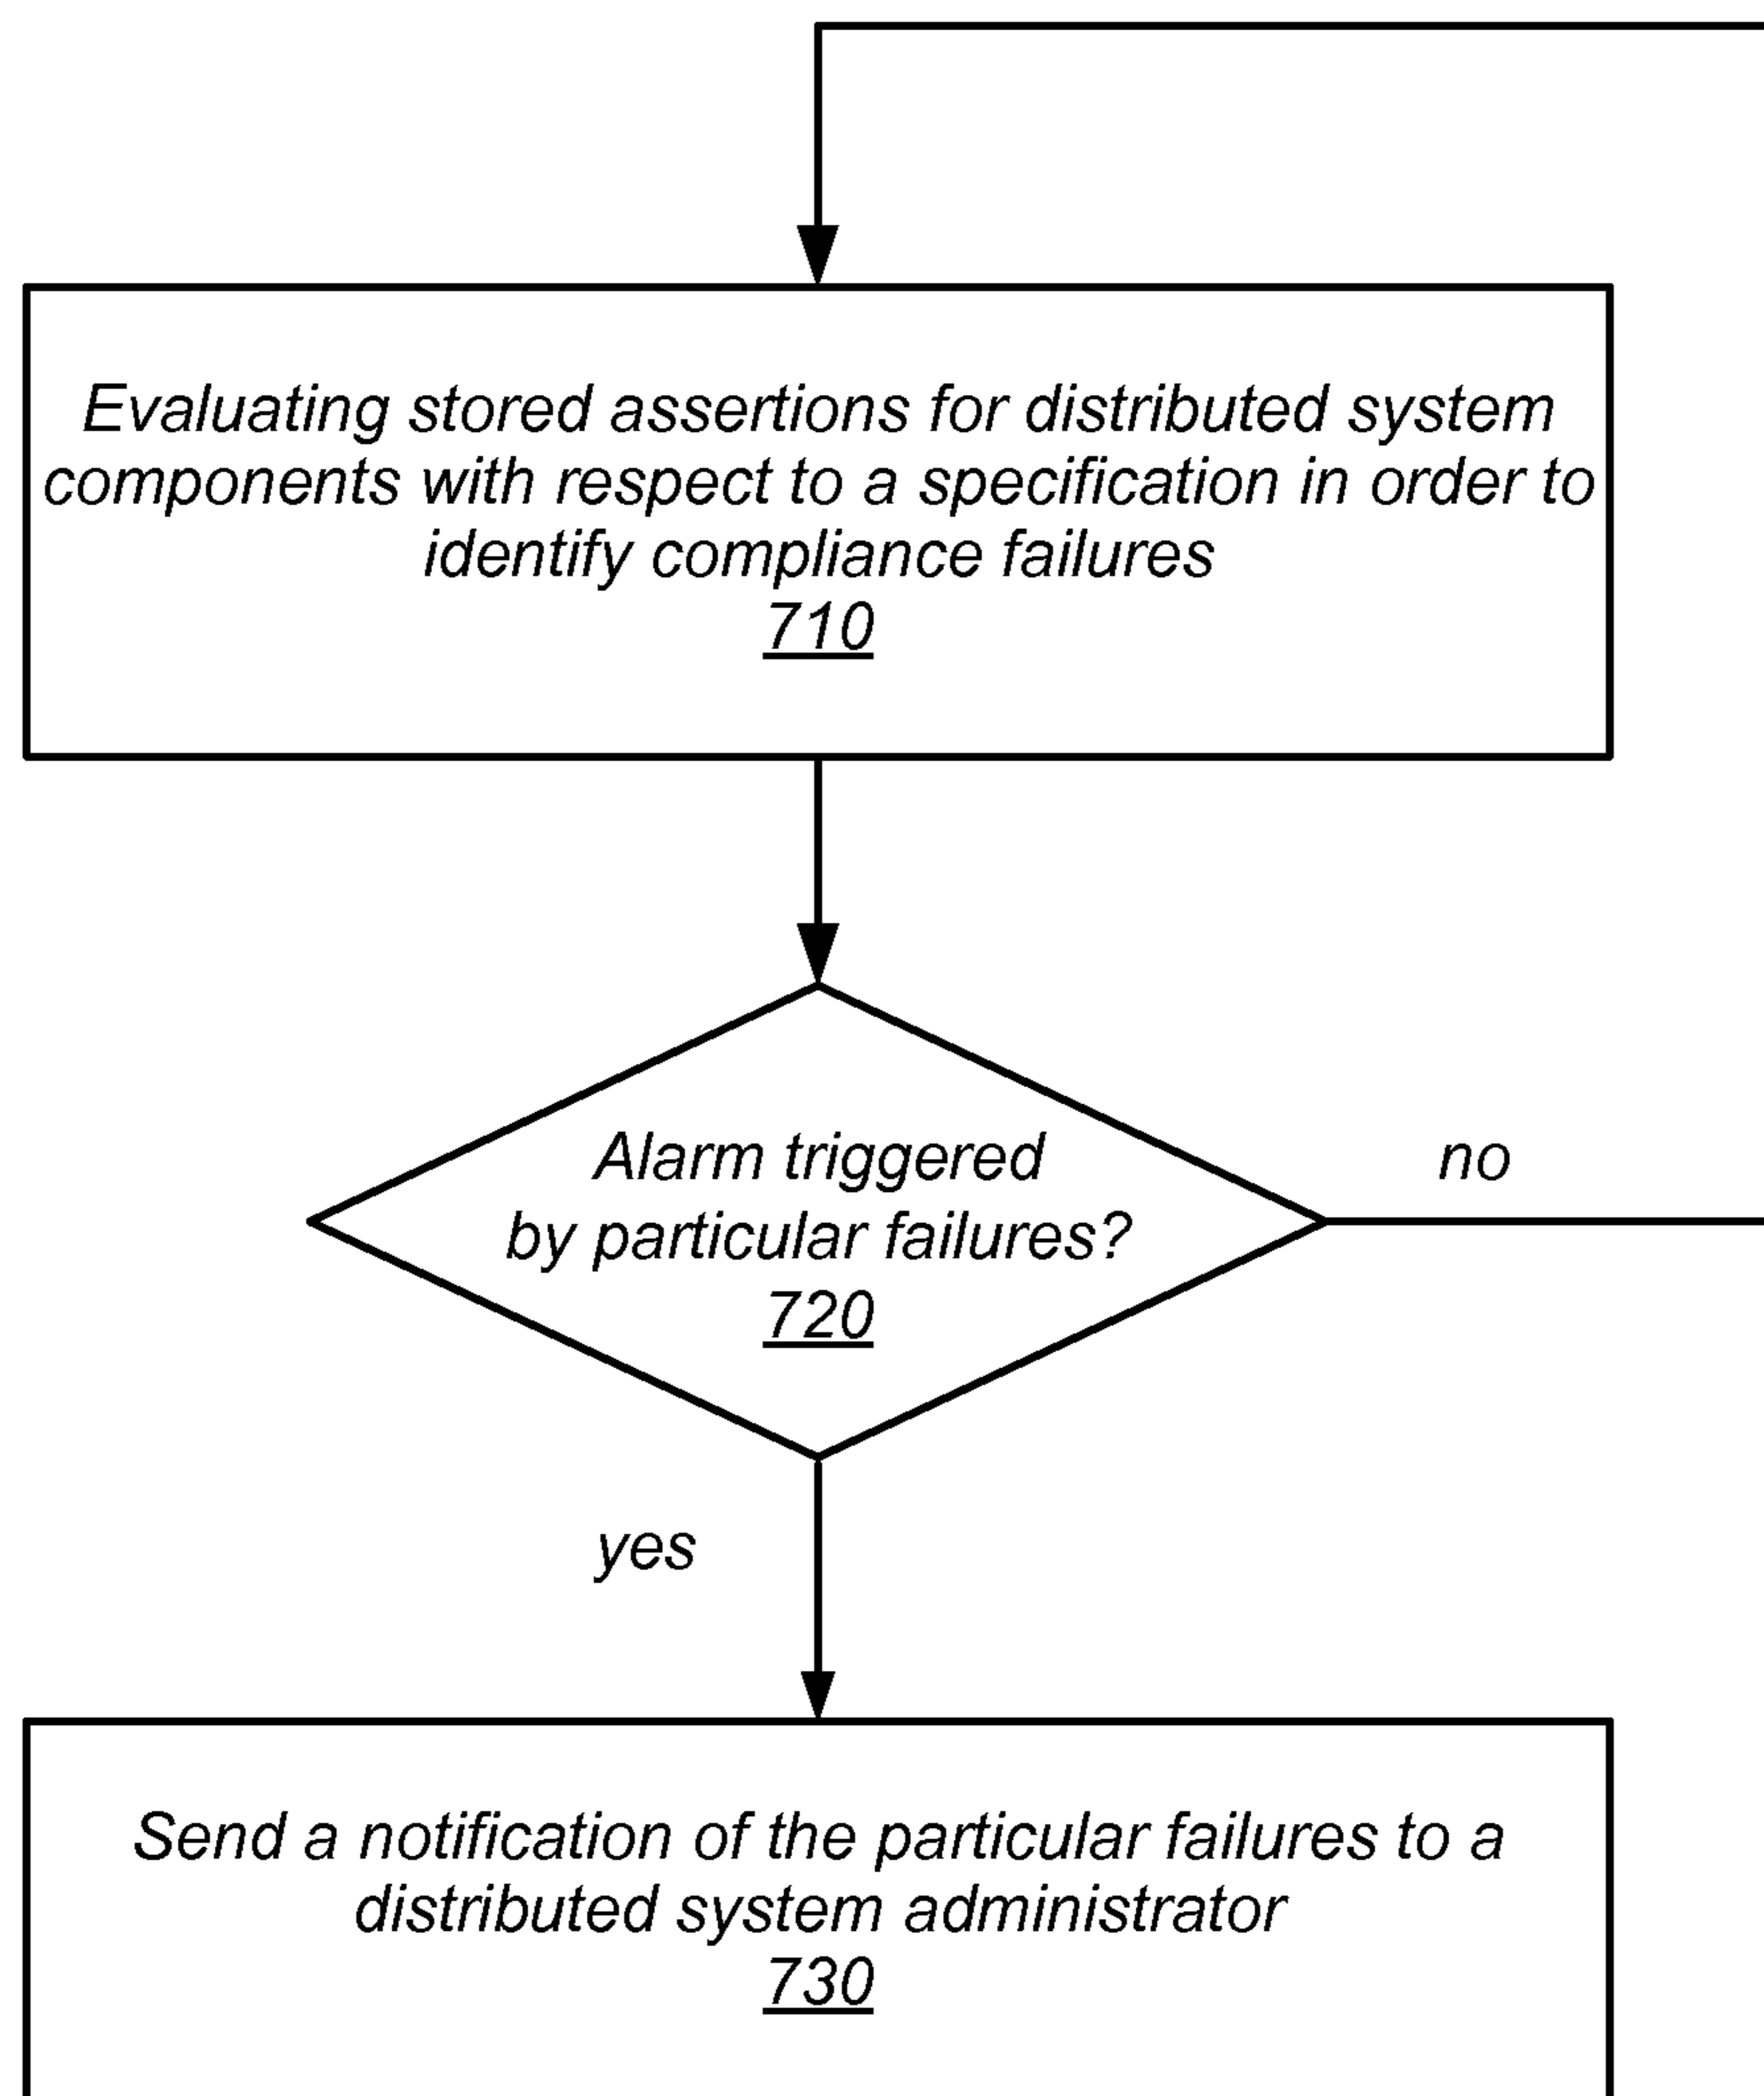 Evaluating stored assertions for distributed system
components with respect to a specification in order to
identify compliance failures
710
Alarm triggered
by particular failures?
720
no
yes
Send a notification of the particular failures to a
distributed system administrator
730